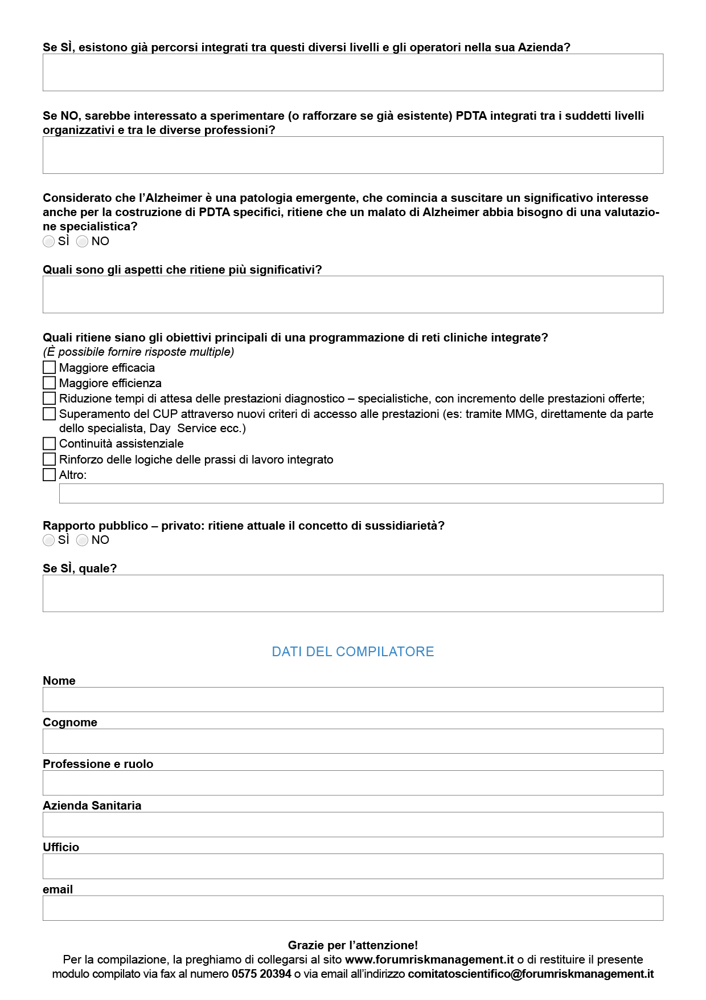 Se SÌ, esistono già percorsi integrati tra questi diversi livelli e gli operatori nella sua Azienda?
Se NO, sarebbe interessato a sperimentare (o rafforzare se già esistente) PDTA integrati tra i suddetti livelli
organizzativi e tra le diverse professioni?
Considerato che l’Alzheimer è una patologia emergente, che comincia a suscitare un significativo interesse
anche per la costruzione di PDTA specifici, ritiene che un malato di Alzheimer abbia bisogno di una valutazio-
ne specialistica?
SÌ NO
Quali sono gli aspetti che ritiene più significativi?
Quali ritiene siano gli obiettivi principali di una programmazione di reti cliniche integrate?
(È possibile fornire risposte multiple)
Maggiore efficacia
Maggiore efficienza
Riduzione tempi di attesa delle prestazioni diagnostico – specialistiche, con incremento delle prestazioni offerte;
Superamento del CUP attraverso nuovi criteri di accesso alle prestazioni (es: tramite MMG, direttamente da parte
dello specialista, Day  Service ecc.)
Continuità assistenziale
Rinforzo delle logiche delle prassi di lavoro integrato
Altro:
Rapporto pubblico – privato: ritiene attuale il concetto di sussidiarietà?
SÌ NO
Se SÌ, quale?
DATI DEL COMPILATORE
Nome
Cognome
Professione e ruolo
Azienda Sanitaria
Ufficio
email
Grazie per l’attenzione!
Per la compilazione, la preghiamo di collegarsi al sito www.forumriskmanagement.it o di restituire il presente
modulo compilato via fax al numero 0575 20394 o via email all’indirizzo comitatoscientifico@forumriskmanagement.it